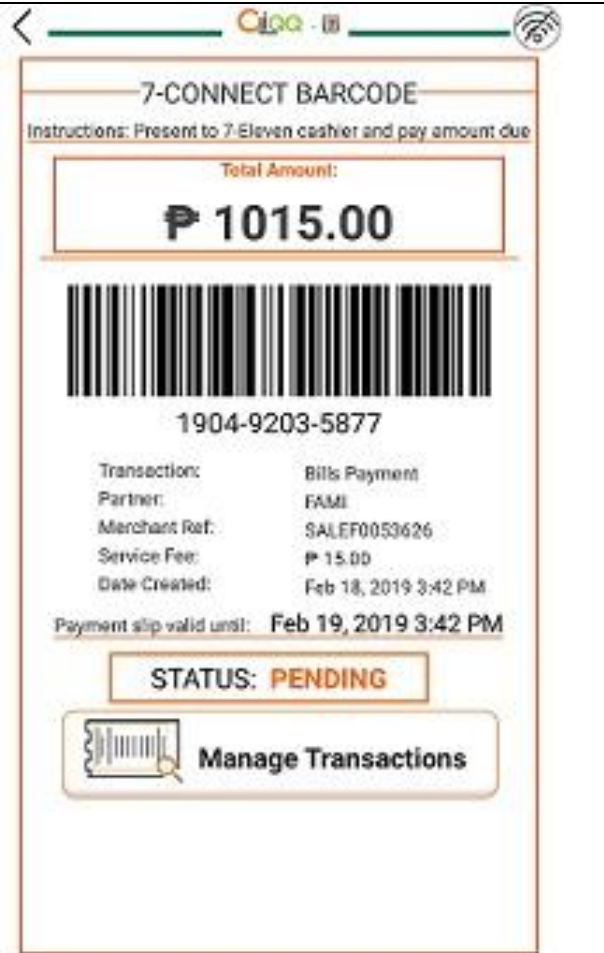 CLiQQ
7-CONNECT BARCODE
Instructions: Present to 7-Eleven cashier and pay amount due
Total Amount:
₱ 1015.00
1904-9203-5877
Transaction: Bills Payment
Partner: FAMI
Merchant Ref: SALEF0053626
Service Fee: ₱ 15.00
Date Created: Feb 18, 2019 3:42 PM
Payment slip valid until: Feb 19, 2019 3:42 PM
STATUS: PENDING
Manage Transactions